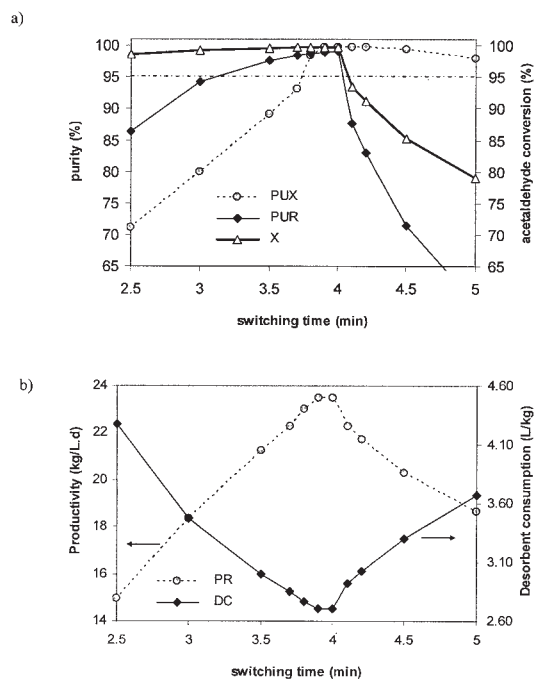 a)
100 100
95 95
90 90
85 85
80 80
75 75
70 70
65 65
purity (%)
acetaldehyde conversion (%)
PUX
PUR
X
2.5 3 3.5 4 4.5 5
switching time (min)
b)
24 4.60
22 4.10
20 3.60
18 3.10
16 2.60
14
Productivity (kg/L.d)
Desorbent consumption (L/kg)
PR
DC
2.5 3 3.5 4 4.5 5
switching time (min)